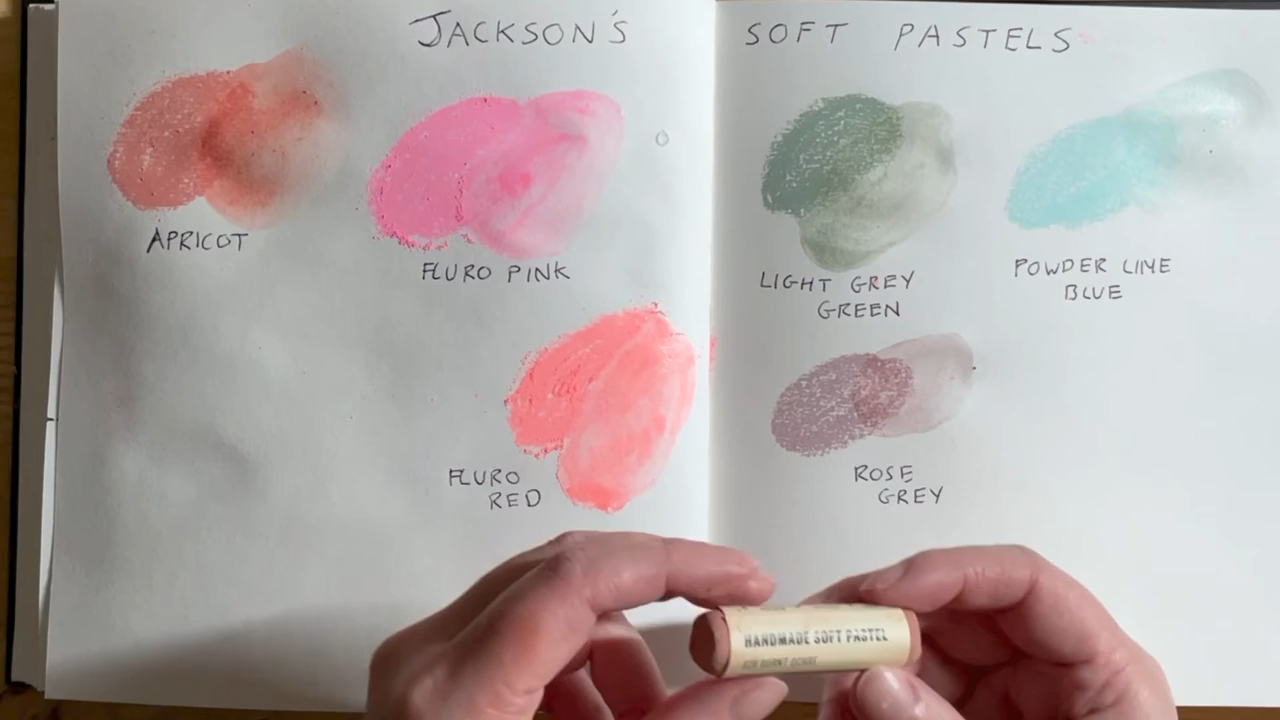 JACKSON'S SOFT PASTELS
APRICOT
FLURO PINK
LIGHT GREY
GREEN
POWDER LIME
BLUE
FLURO
RED
ROSE
GREY
HANDMADE SOFT PASTEL
BURNT OCHRE